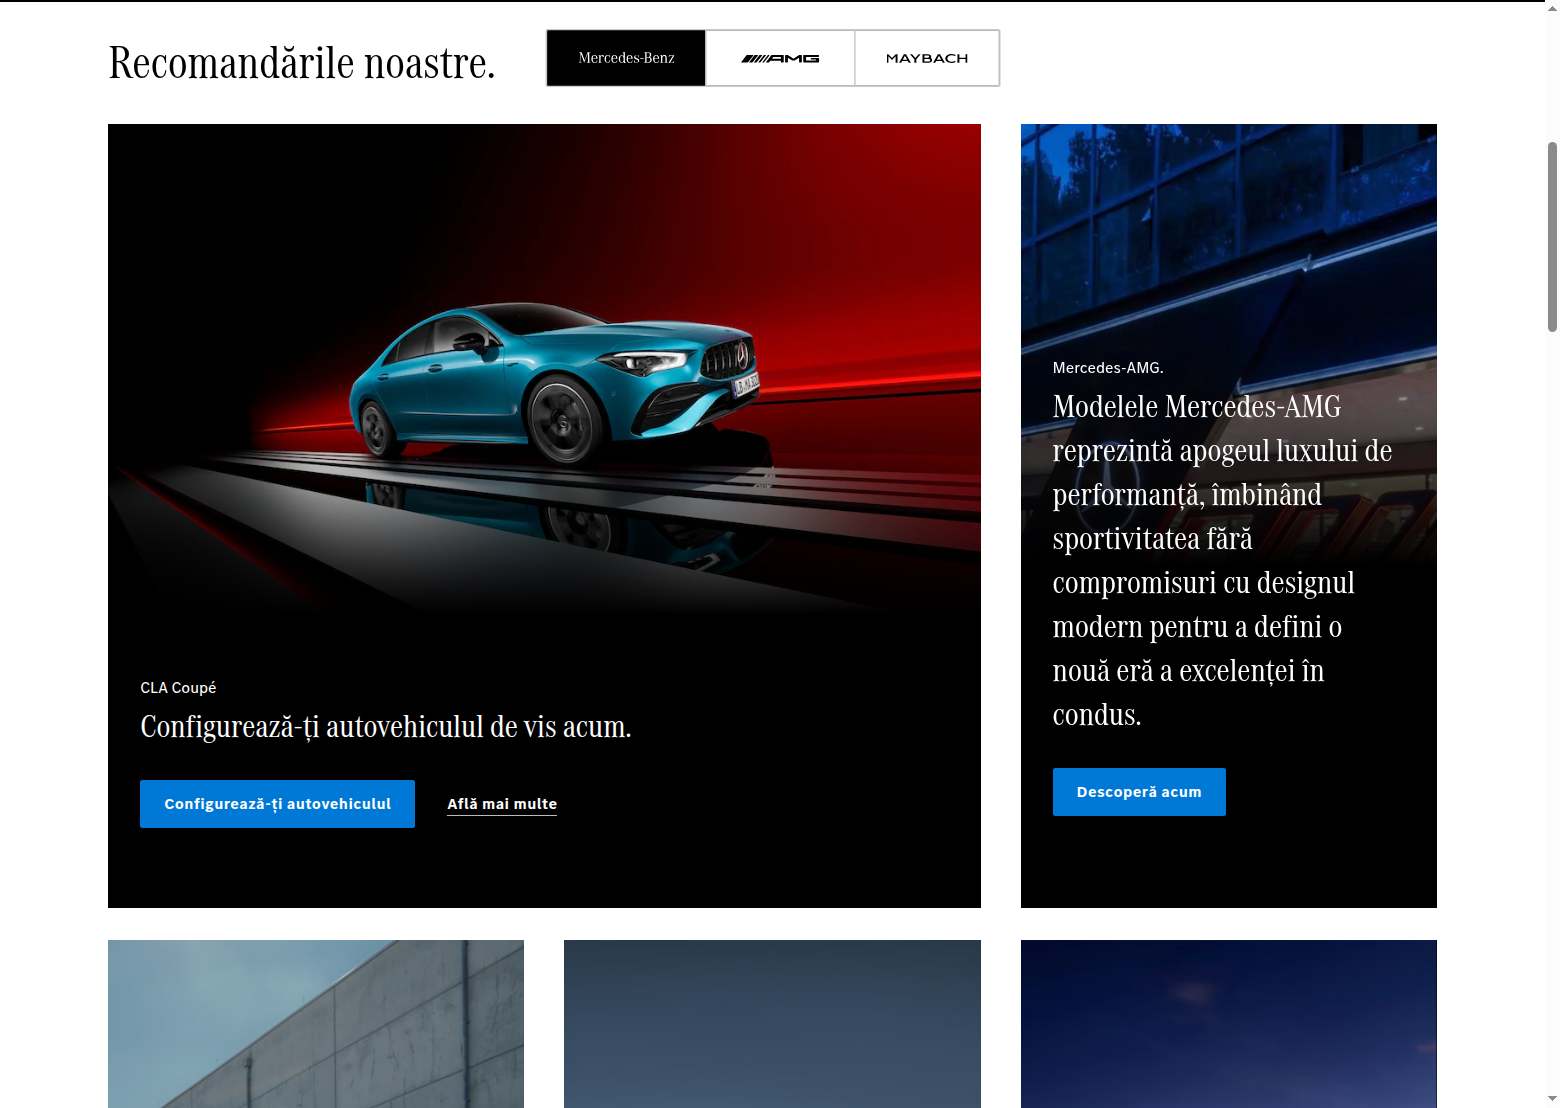 Recomandările noastre.
Mercedes-Benz
AMG
MAYBACH
CLA Coupé
Configurează-ți autovehiculul de vis acum.
Configurează-ți autovehiculul
Află mai multe
Mercedes-AMG.
Modelele Mercedes-AMG
reprezintă apogeul luxului de
performanță, îmbinând
sportivitatea fără
compromisuri cu designul
modern pentru a defini o
nouă eră a excelenței în
condus.
Descoperă acum